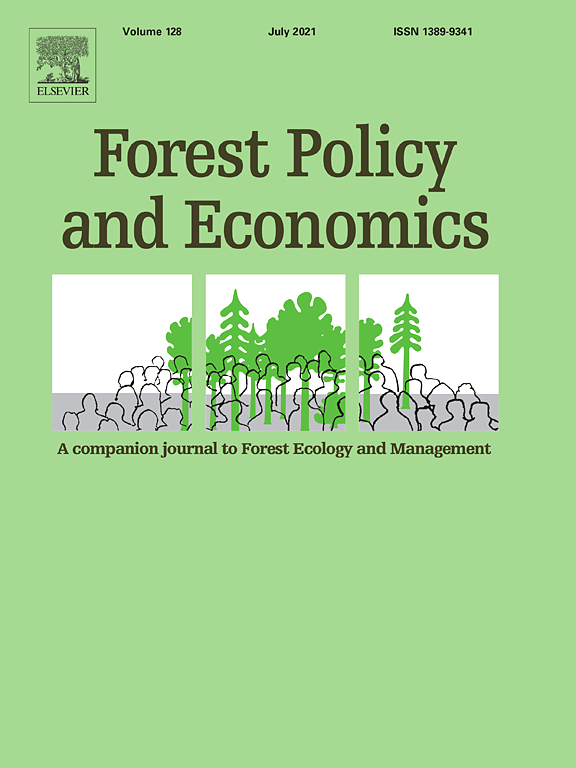 Volume 128 July 2021 ISSN 1389-9341
ELSEVIER
Forest Policy
and Economics
A companion journal to Forest Ecology and Management